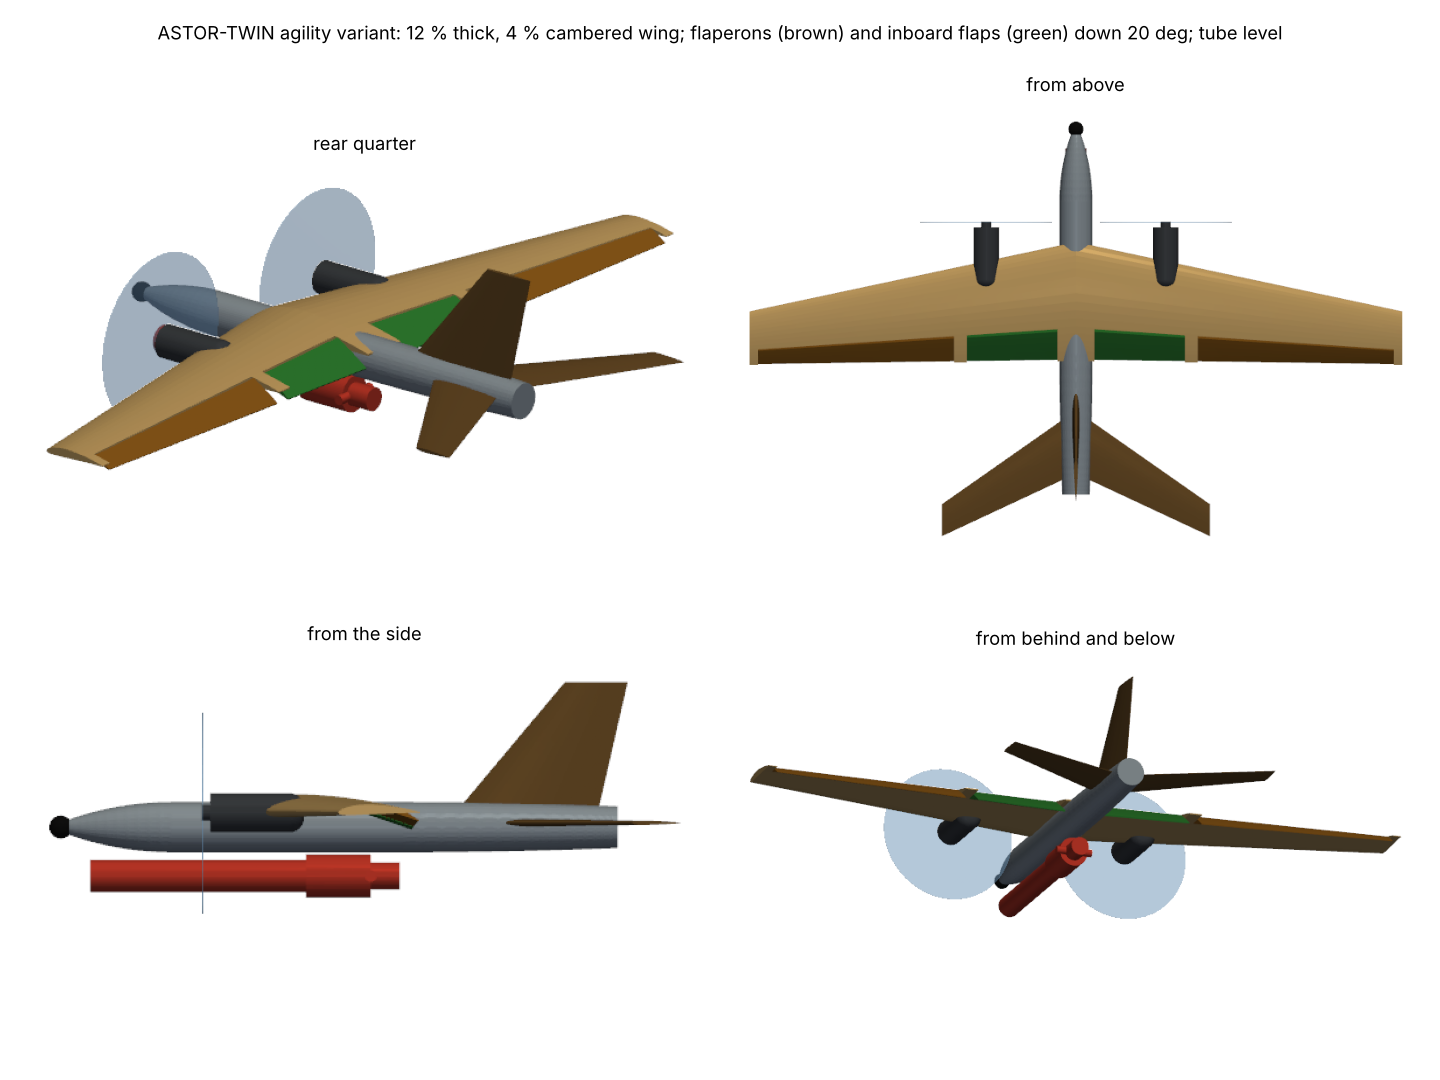 ASTOR-TWIN agility variant: 12 % thick, 4 % cambered wing; flaperons (brown) and inboard flaps (green) down 20 deg; tube level
from above
rear quarter
from the side
from behind and below